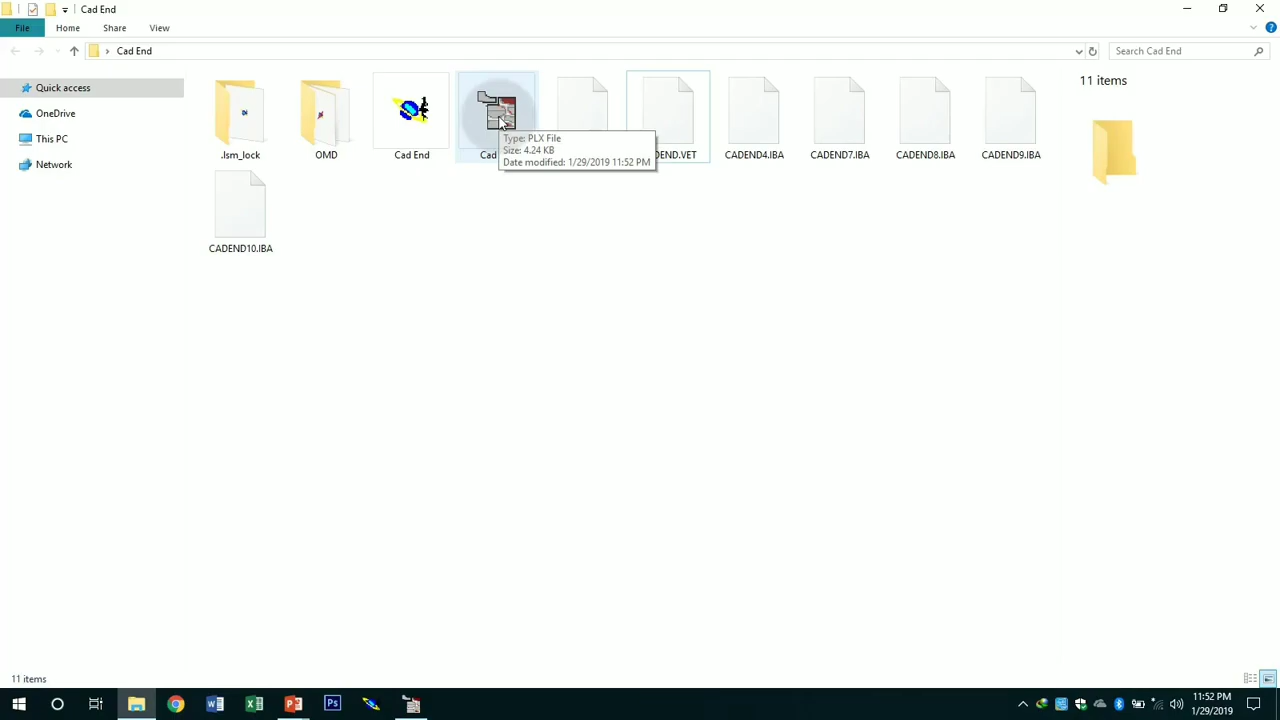 Cad End
File
Home
Share
View
Cad End
Search Cad End
Quick access
OneDrive
This PC
Network
11 items
.lsm_lock
OMD
Cad End
Cad
Type: PLX File
Size: 4.24 KB
Date modified: 1/29/2019 11:52 PM
END.VET
CADEND4.IBA
CADEND7.IBA
CADEND8.IBA
CADEND9.IBA
CADEND10.IBA
11 items
11:52 PM
1/29/2019